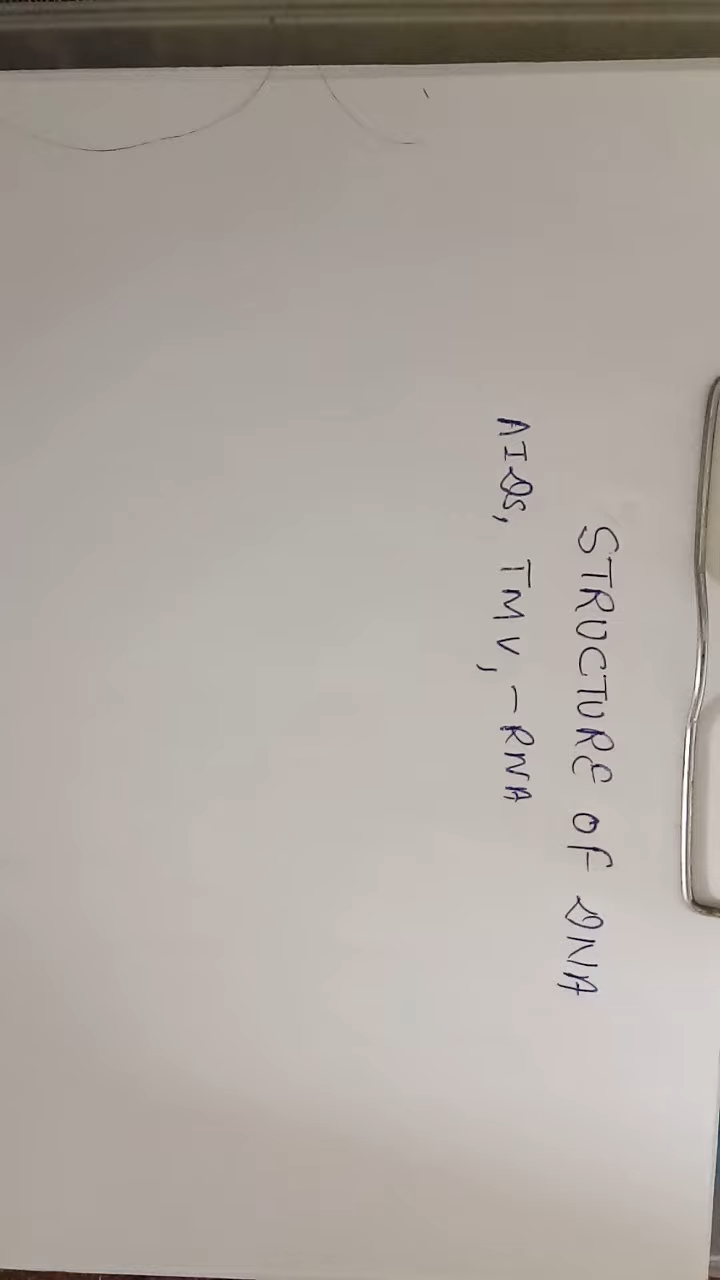 STRUCTURE OF DNA
AIDS, TMV, - RNA